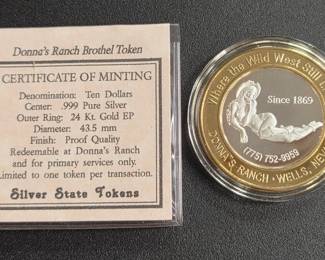 Donna's Ranch Brothel Token
CERTIFICATE OF MINTING
Denomination: Ten Dollars
Center: .999 Pure Silver
Outer Ring: 24 Kt. Gold EP
Diameter: 43.5 mm
Finish: Proof Quality
Redeemable at Donna's Ranch
and for primary services only.
Limited to one token per transaction.
Silver State Tokens
Where the Wild West Still
Since 1869
(775) 752-9959
DONNA'S RANCH • WELLS,